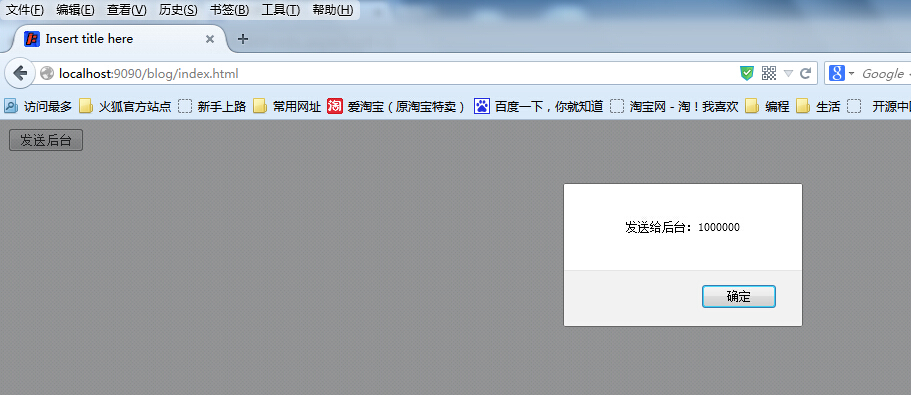 文件(F) 编辑(E) 查看(V) 历史(S) 书签(B) 工具(T) 帮助(H)
Insert title here
localhost:9090/blog/index.html Google
访问最多 火狐官方站点 新手上路 常用网址 爱淘宝（原淘宝特卖） 百度一下，你就知道 淘宝网 - 淘！我喜欢 编程 生活 开源中
发送后台
发送给后台：1000000
确定